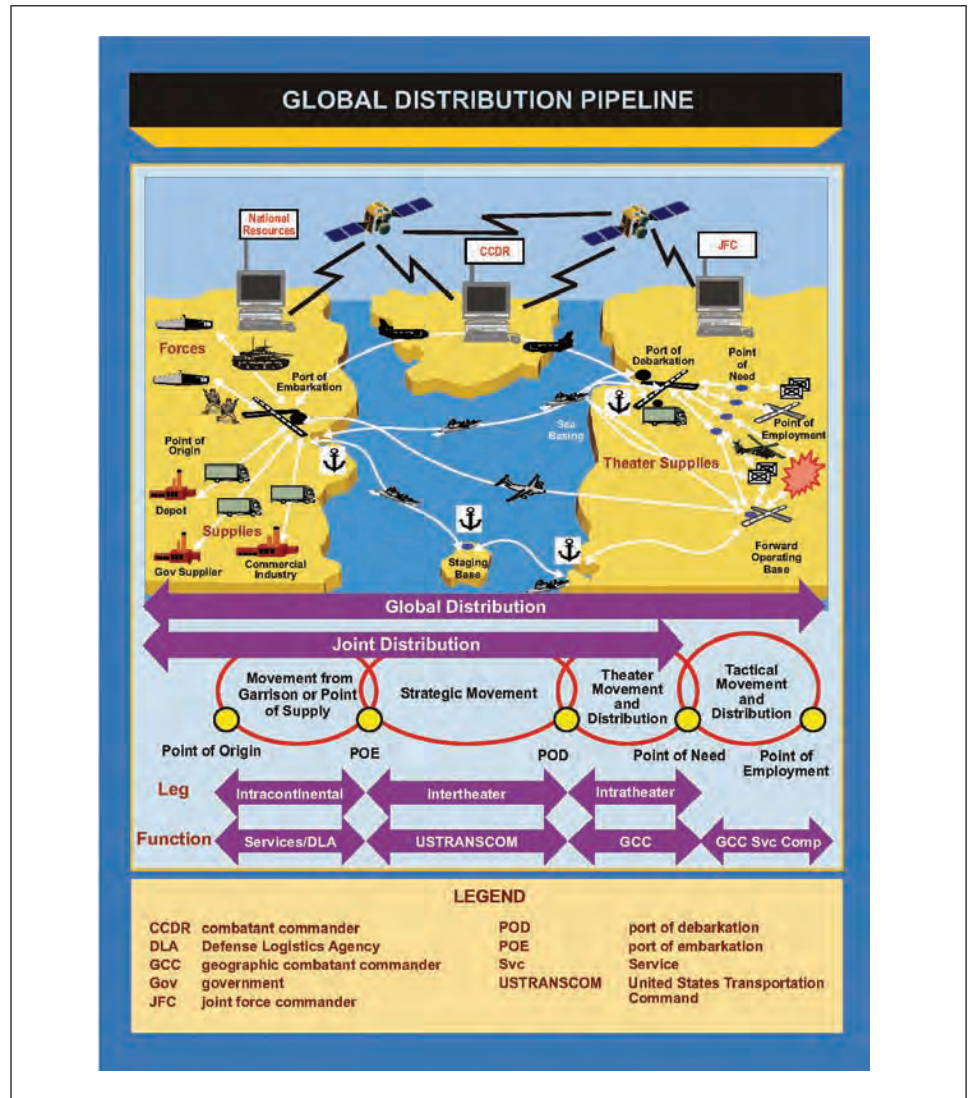 GLOBAL DISTRIBUTION PIPELINE
National
Resources
CCDR
JFC
Forces
Port of
Embarkation
Port of
Debarkation
Point
of
Need
Point of
Employment
Sea
Basing
Theater Supplies
Point of
Origin
Depot
Supplies
Gov Supplier
Commercial
Industry
Staging
Base
Forward
Operating
Base
Global Distribution
Joint Distribution
Movement from
Garrison or Point
of Supply
Strategic Movement
Theater
Movement
and
Distribution
Tactical
Movement
and
Distribution
Point of Origin
POE
POD
Point of Need
Point of
Employment
Leg
Intracontinental
Intertheater
Intratheater
Function
Services/DLA
USTRANSCOM
GCC
GCC Svc Comp
LEGEND
CCDR combatant commander
DLA Defense Logistics Agency
GCC geographic combatant commander
Gov government
JFC joint force commander
POD port of debarkation
POE port of embarkation
Svc Service
USTRANSCOM United States Transportation
Command